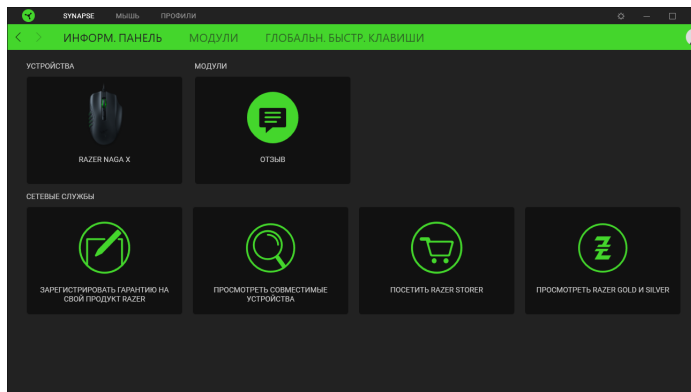 SYNAPSE МЫШЬ ПРОФИЛИ
ИНФОРМ. ПАНЕЛЬ МОДУЛИ ГЛОБАЛЬН. БЫСТР. КЛАВИШИ
УСТРОЙСТВА МОДУЛИ
RAZER NAGA X ОТЗЫВ
СЕТЕВЫЕ СЛУЖБЫ
ЗАРЕГИСТРИРОВАТЬ ГАРАНТИЮ НА
СВОЙ ПРОДУКТ RAZER
ПРОСМОТРЕТЬ СОВМЕСТИМЫЕ
УСТРОЙСТВА
ПОСЕТИТЬ RAZER STORER
ПРОСМОТРЕТЬ RAZER GOLD И SILVER